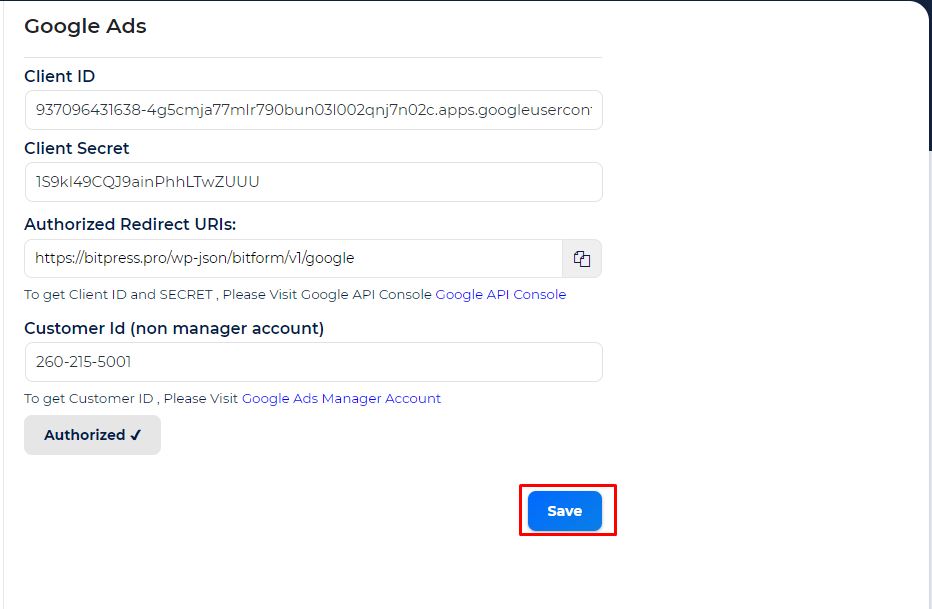 Google Ads
Client ID
937096431638-4g5cmja77mlr790bun03l002qnj7n02c.apps.googleusercont
Client Secret
1S9kI49CQJ9ainPhhLTwZUUU
Authorized Redirect URIs:
https://bitpress.pro/wp-json/bitform/v1/google
To get Client ID and SECRET , Please Visit Google API Console Google API Console
Customer Id (non manager account)
260-215-5001
To get Customer ID , Please Visit Google Ads Manager Account
Authorized ✔
Save